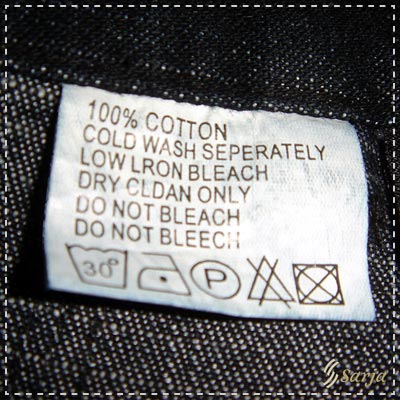 100% COTTON
COLD WASH SEPERATELY
LOW LRON BLEACH
DRY CLDAN ONLY
DO NOT BLEACH
DO NOT BLEECH
30° P
Sarja